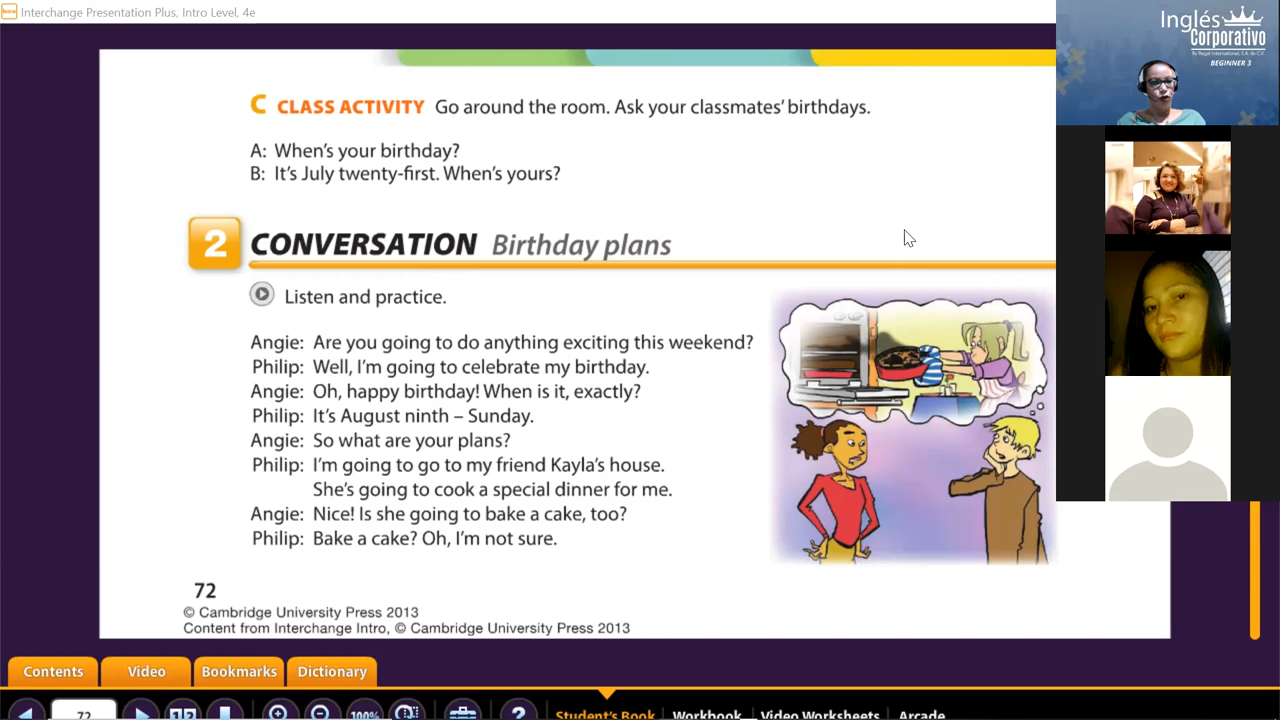 Interchange Presentation Plus, Intro Level, 4e
Inglés
Corporativo
By Regal International, S.A. de C.V.
BEGINNER 3
C CLASS ACTIVITY Go around the room. Ask your classmates' birthdays.
A: When's your birthday?
B: It's July twenty-first. When's yours?
2 CONVERSATION Birthday plans
Listen and practice.
Angie: Are you going to do anything exciting this weekend?
Philip: Well, I'm going to celebrate my birthday.
Angie: Oh, happy birthday! When is it, exactly?
Philip: It's August ninth – Sunday.
Angie: So what are your plans?
Philip: I'm going to go to my friend Kayla's house.
She's going to cook a special dinner for me.
Angie: Nice! Is she going to bake a cake, too?
Philip: Bake a cake? Oh, I'm not sure.
72
© Cambridge University Press 2013
Content from Interchange Intro, © Cambridge University Press 2013
Contents Video Bookmarks Dictionary
72 100% ? Student's Book Workbook Video Worksheets Arcade